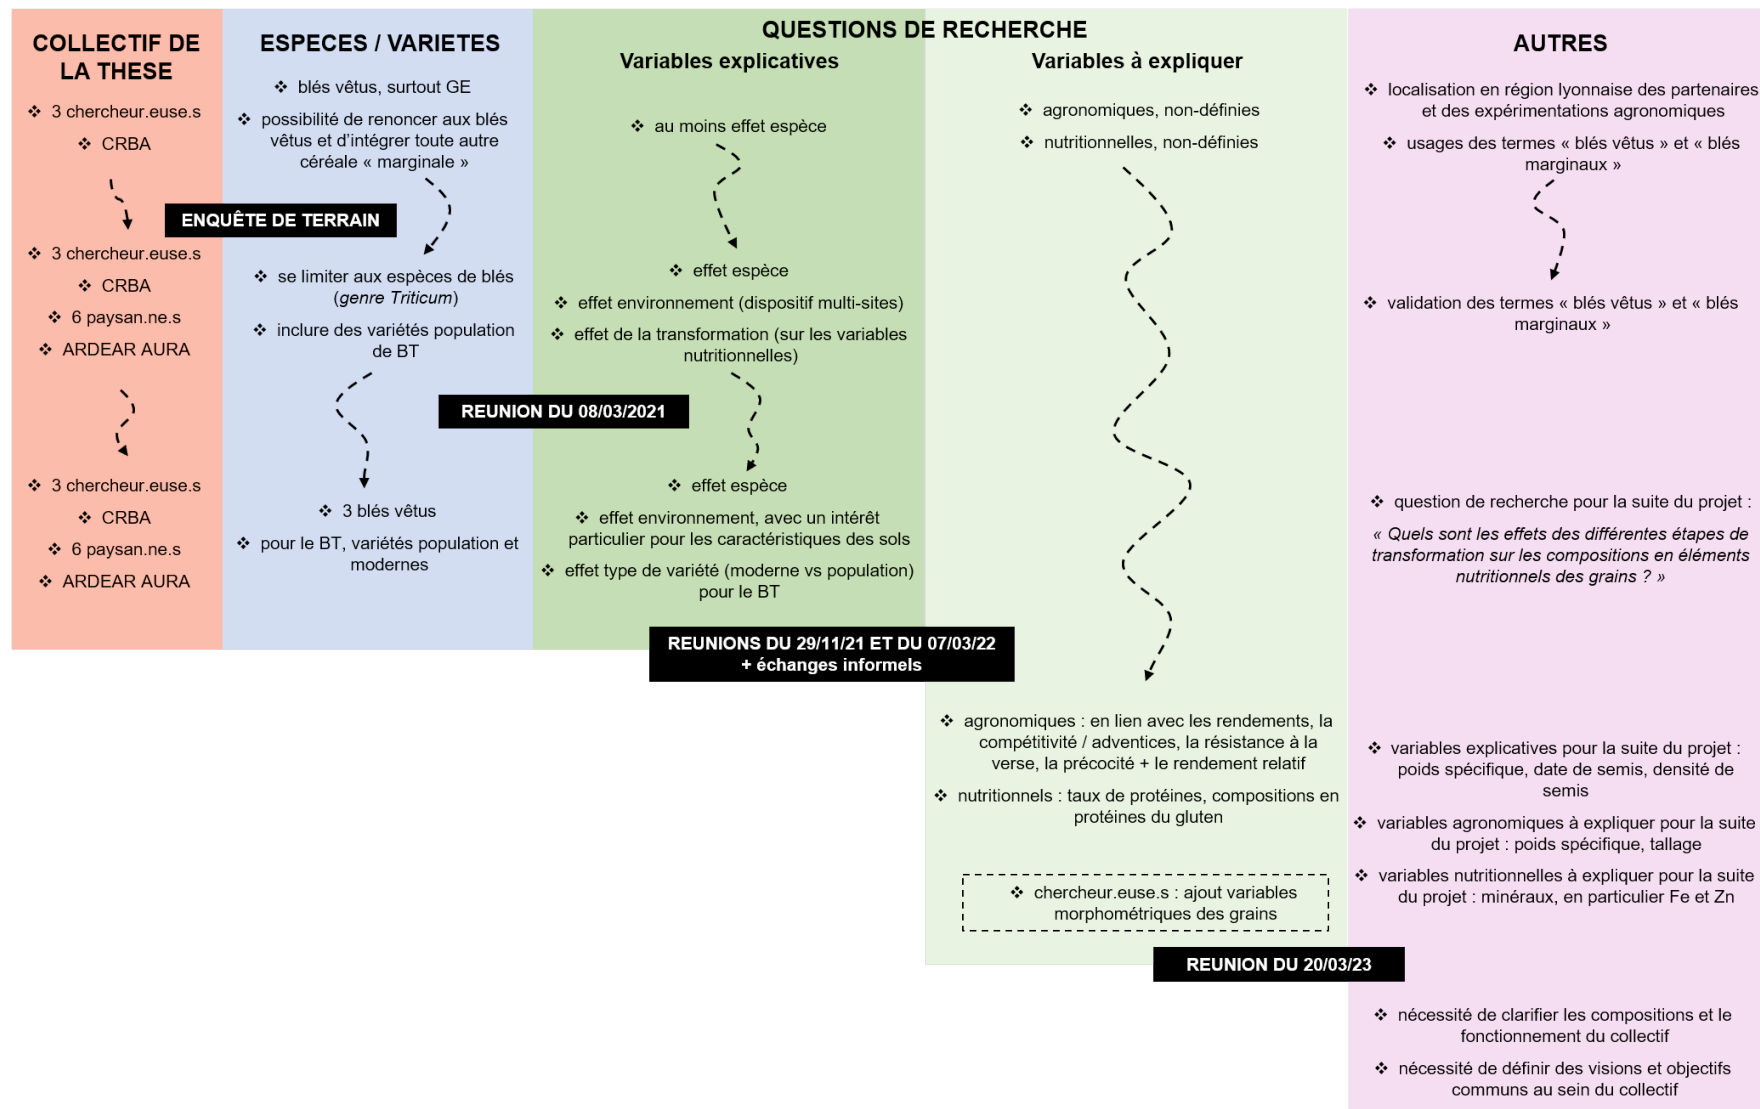 COLLECTIF DE
LA THESE
❖ 3 chercheur.euse.s
❖ CRBA
❖ 3 chercheur.euse.s
❖ CRBA
❖ 6 paysan.ne.s
❖ ARDEAR AURA
❖ 3 chercheur.euse.s
❖ CRBA
❖ 6 paysan.ne.s
❖ ARDEAR AURA
ESPECES / VARIETES
❖ blés vêtus, surtout GE
❖ possibilité de renoncer aux blés
vêtus et d’intégrer toute autre
céréale « marginale »
ENQUÊTE DE TERRAIN
❖ se limiter aux espèces de blés
(genre Triticum)
❖ inclure des variétés population
de BT
REUNION DU 08/03/2021
❖ 3 blés vêtus
❖ pour le BT, variétés population et
modernes
QUESTIONS DE RECHERCHE
Variables explicatives
❖ au moins effet espèce
❖ effet espèce
❖ effet environnement (dispositif multi-sites)
❖ effet de la transformation (sur les variables
nutritionnelles)
❖ effet espèce
❖ effet environnement, avec un intérêt
particulier pour les caractéristiques des sols
❖ effet type de variété (moderne vs population)
pour le BT
REUNIONS DU 29/11/21 ET DU 07/03/22
+ échanges informels
Variables à expliquer
❖ agronomiques, non-définies
❖ nutritionnelles, non-définies
❖ agronomiques : en lien avec les rendements, la
compétitivité / adventices, la résistance à la
verse, la précocité + le rendement relatif
❖ nutritionnels : taux de protéines, compositions en
protéines du gluten
❖ chercheur.euse.s : ajout variables
morphométriques des grains
REUNION DU 20/03/23
AUTRES
❖ localisation en région lyonnaise des partenaires
et des expérimentations agronomiques
❖ usages des termes « blés vêtus » et « blés
marginaux »
❖ validation des termes « blés vêtus » et « blés
marginaux »
❖ question de recherche pour la suite du projet :
« Quels sont les effets des différentes étapes de
transformation sur les compositions en éléments
nutritionnels des grains ? »
❖ variables explicatives pour la suite du projet :
poids spécifique, date de semis, densité de
semis
❖ variables agronomiques à expliquer pour la suite
du projet : poids spécifique, tallage
❖ variables nutritionnelles à expliquer pour la suite
du projet : minéraux, en particulier Fe et Zn
❖ nécessité de clarifier les compositions et le
fonctionnement du collectif
❖ nécessité de définir des visions et objectifs
communs au sein du collectif